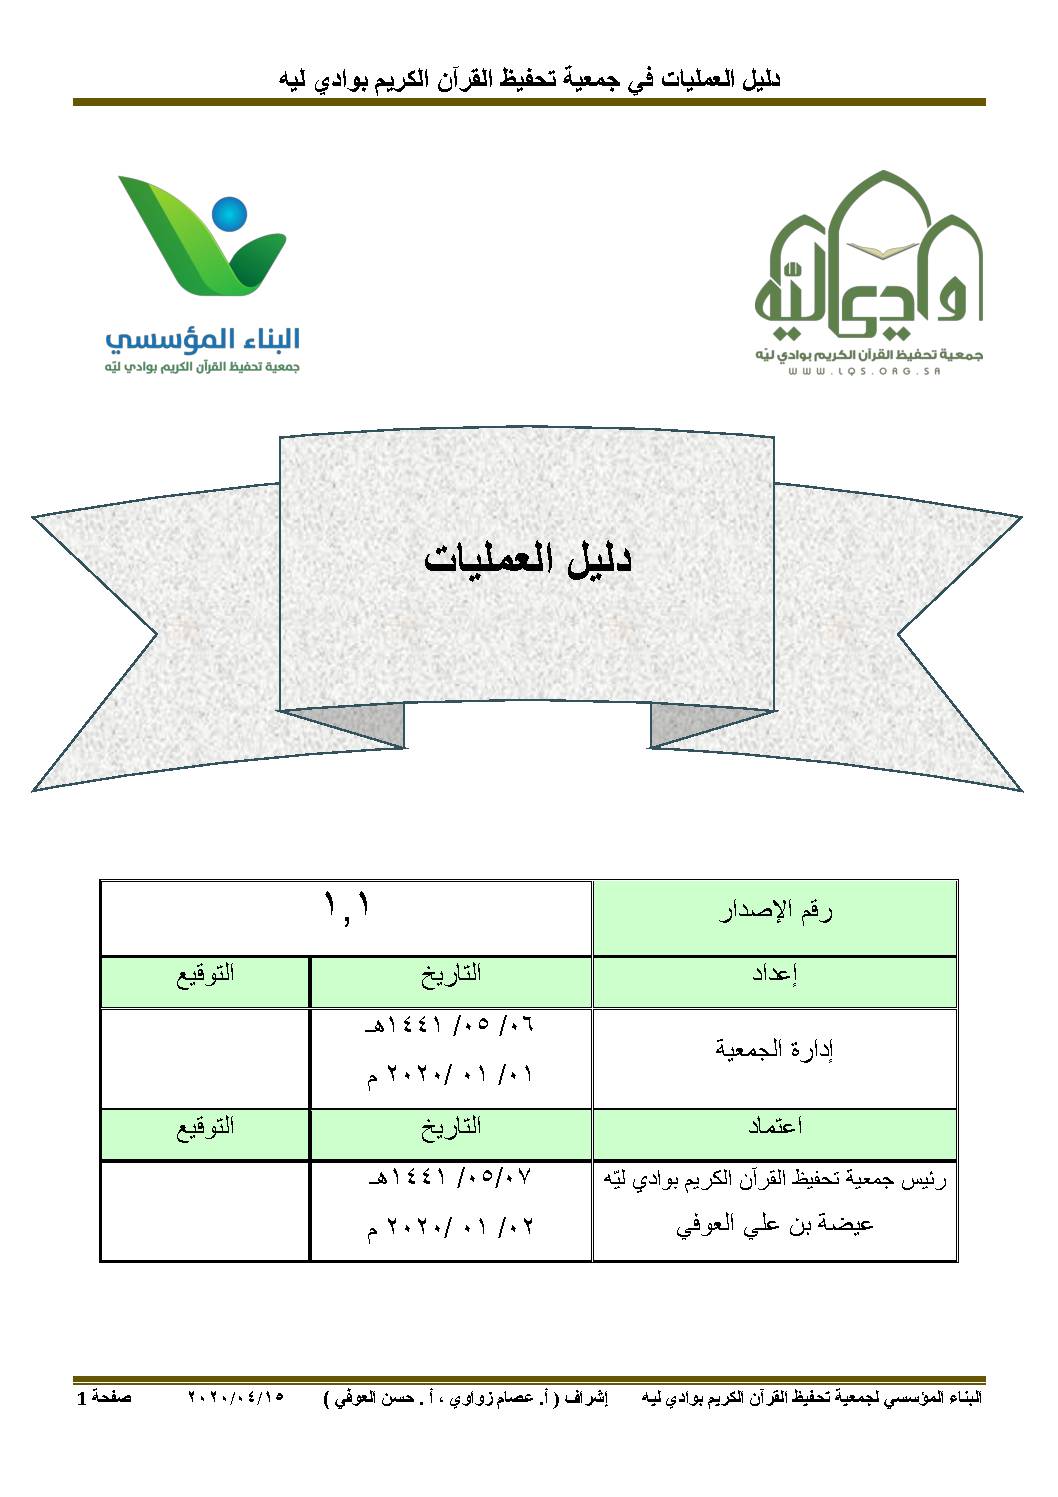 دليل العمليات في جمعية تحفيظ القرآن الكريم بوادي ليه
وادي ليّه
جمعية تحفيظ القرآن الكريم بوادي ليّه
WWW.LQS.ORG.SA
البناء المؤسسي
جمعية تحفيظ القرآن الكريم بوادي ليّه
دليل العمليات
رقم الإصدار ١,١
إعداد التاريخ التوقيع
إدارة الجمعية
٠٦/ ٠٥/ ١٤٤١هـ
٠١/ ٠١ /٢٠٢٠ م
اعتماد التاريخ التوقيع
رئيس جمعية تحفيظ القرآن الكريم بوادي ليّه
عيضة بن علي العوفي
٠٧/٠٥/ ١٤٤١هـ
٠٢/ ٠١ /٢٠٢٠ م
البناء المؤسسي لجمعية تحفيظ القرآن الكريم بوادي ليه إشراف ( أ. عصام زواوي ، أ . حسن العوفي ) ٢٠٢٠/٠٤/١٥ صفحة 1